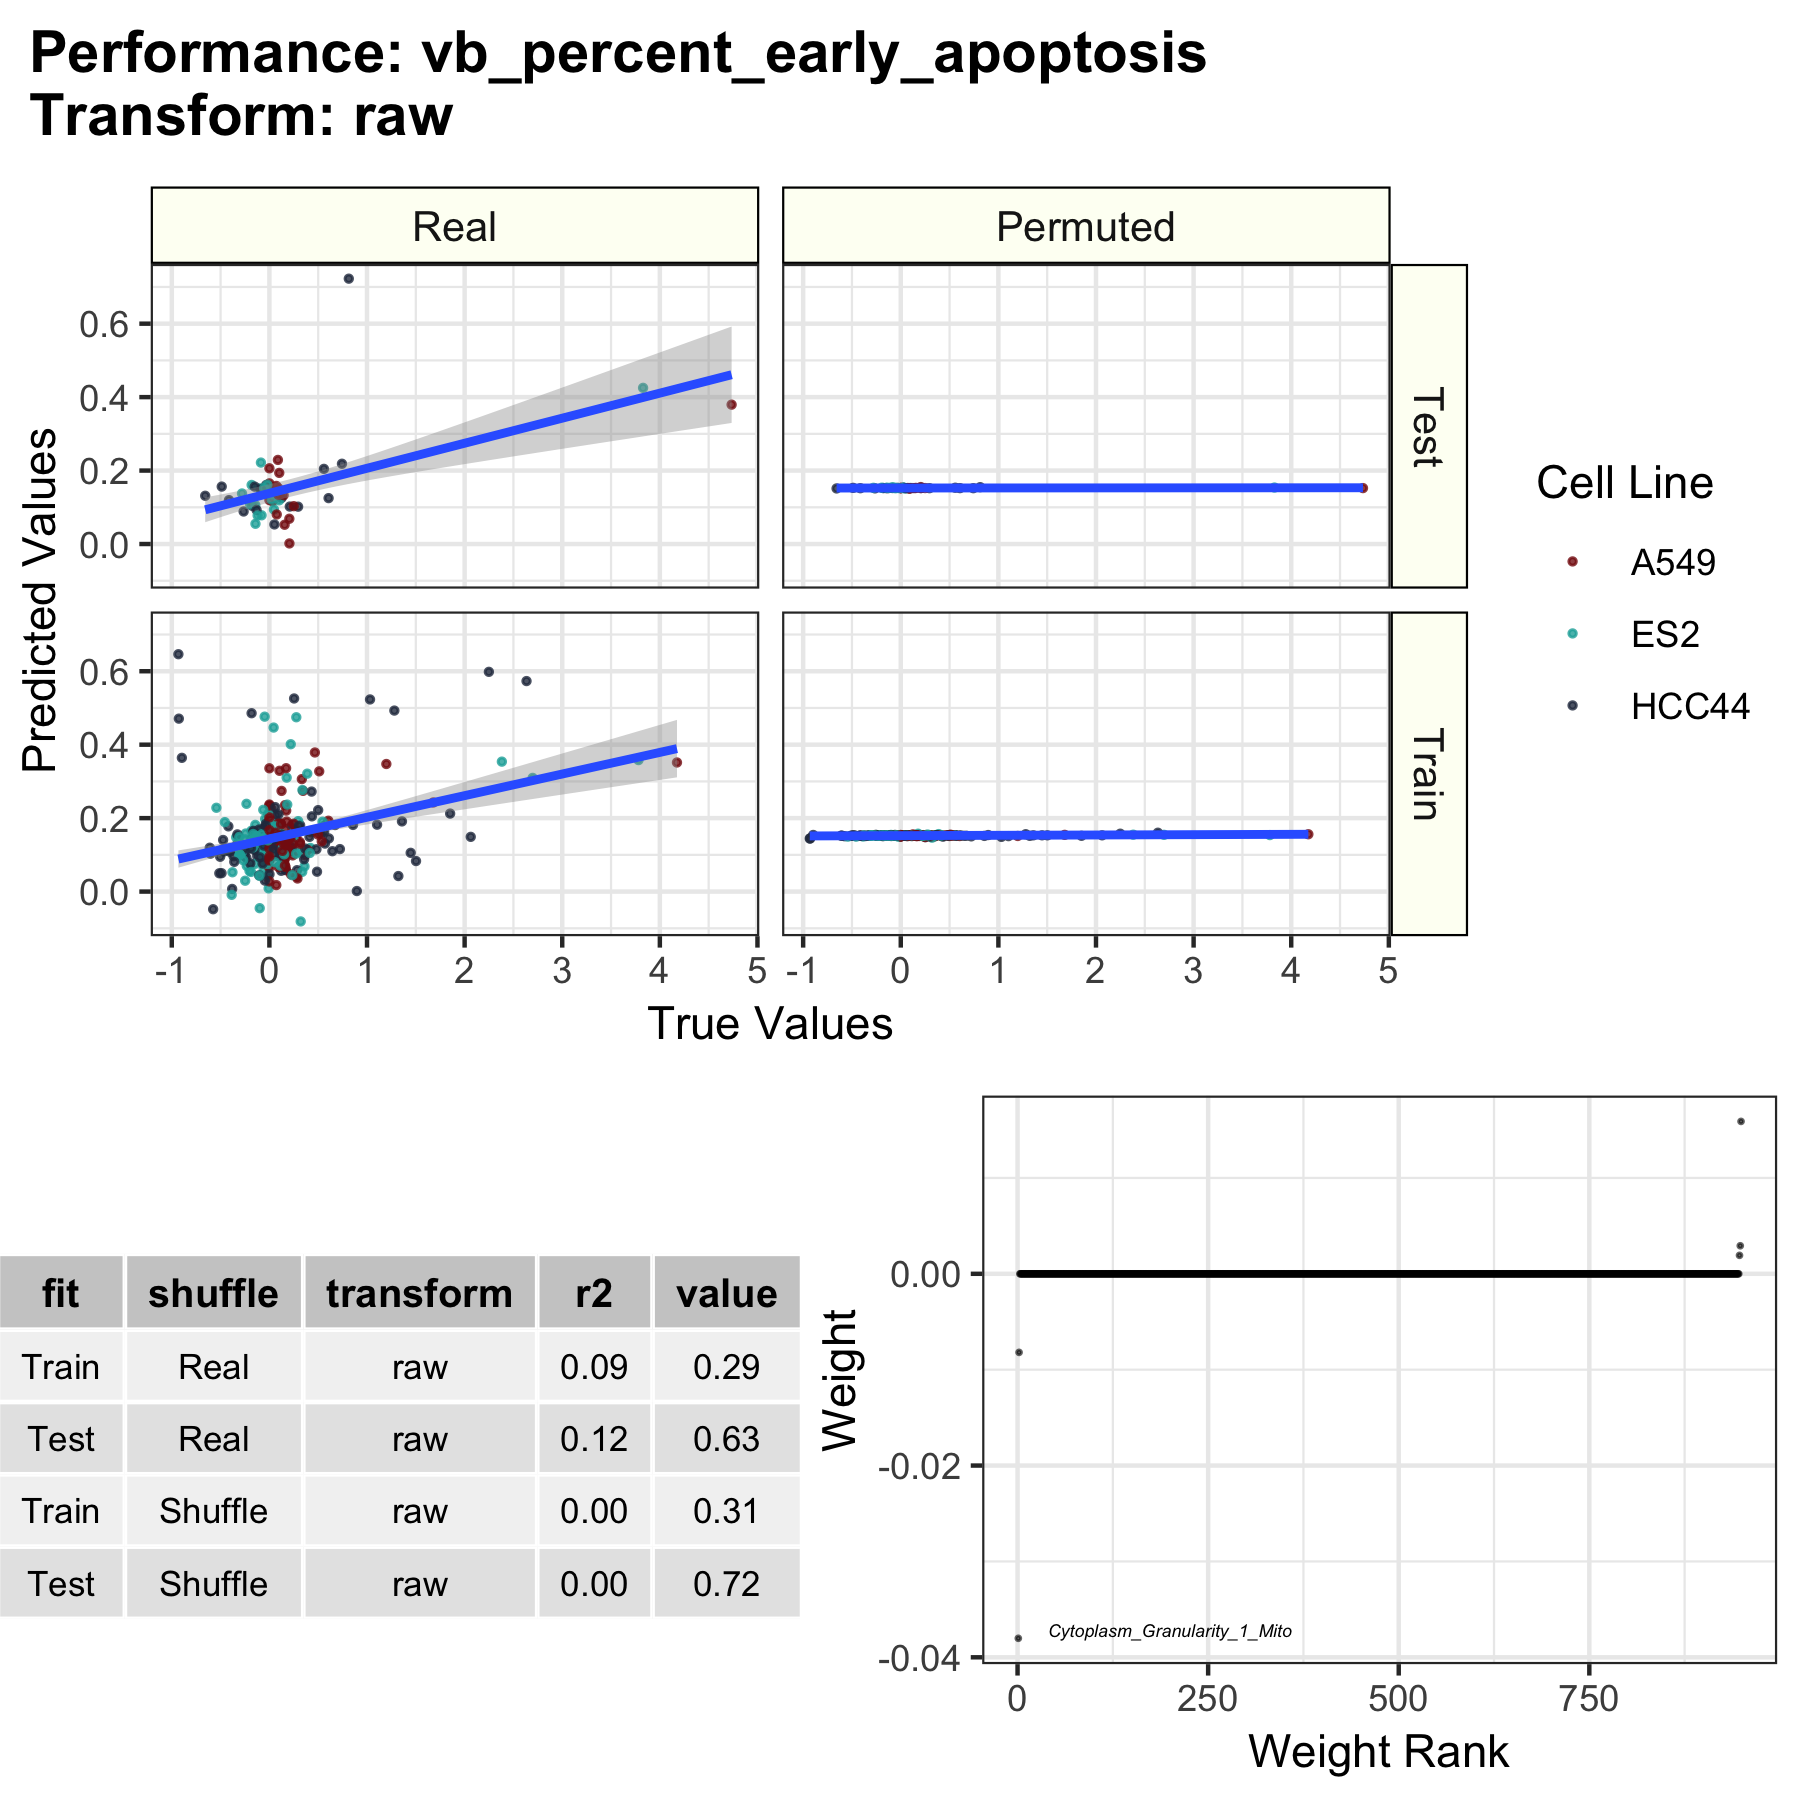 Performance: vb_percent_early_apoptosis
Transform: raw
Real
Permuted
0.6
0.4
0.2
0.0
Test
0.6
0.4
0.2
0.0
Train
Predicted Values
-1 0 1 2 3 4 5
-1 0 1 2 3 4 5
True Values
Cell Line
A549
ES2
HCC44
fit shuffle transform r2 value
Train Real raw 0.09 0.29
Test Real raw 0.12 0.63
Train Shuffle raw 0.00 0.31
Test Shuffle raw 0.00 0.72
Weight
0.00
-0.02
-0.04
Cytoplasm_Granularity_1_Mito
0 250 500 750
Weight Rank